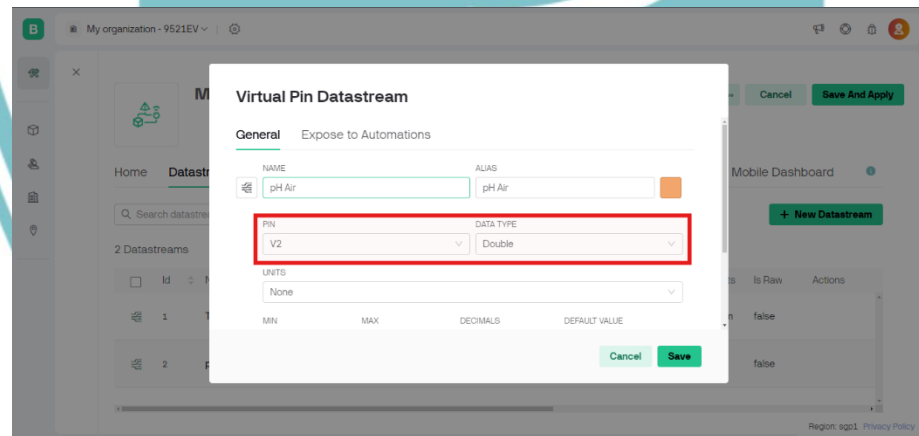 B My organization - 9521EV
M Cancel Save And Apply
Virtual Pin Datastream
General Expose to Automations
Home Datastr Mobile Dashboard
NAME ALIAS
pH Air pH Air
Search datastre + New Datastream
PIN DATA TYPE
V2 Double
2 Datastreams
UNITS
None
Id Is Raw Actions
MIN MAX DECIMALS DEFAULT VALUE
1 T false
2 p false
Cancel Save
Region: sgp1 Privacy Policy